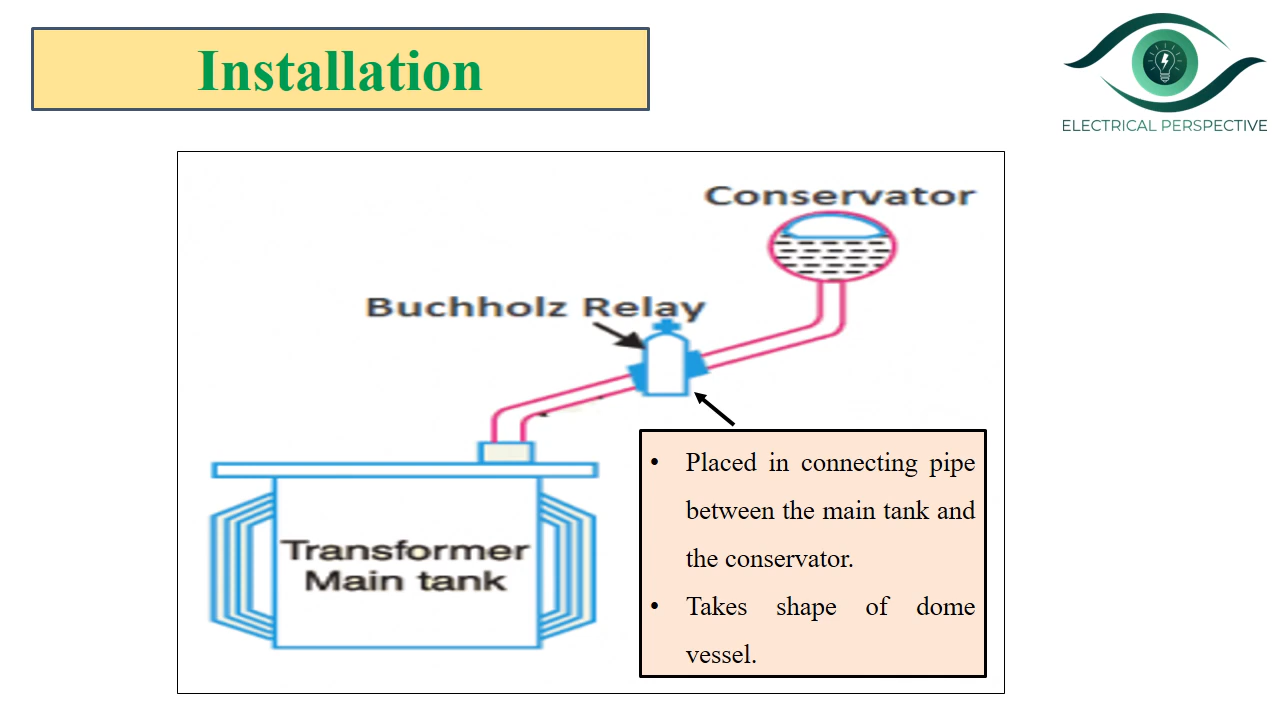 Installation
ELECTRICAL PERSPECTIVE
Conservator
Buchholz Relay
Transformer
Main tank
• Placed in connecting pipe
between the main tank and
the conservator.
• Takes shape of dome
vessel.